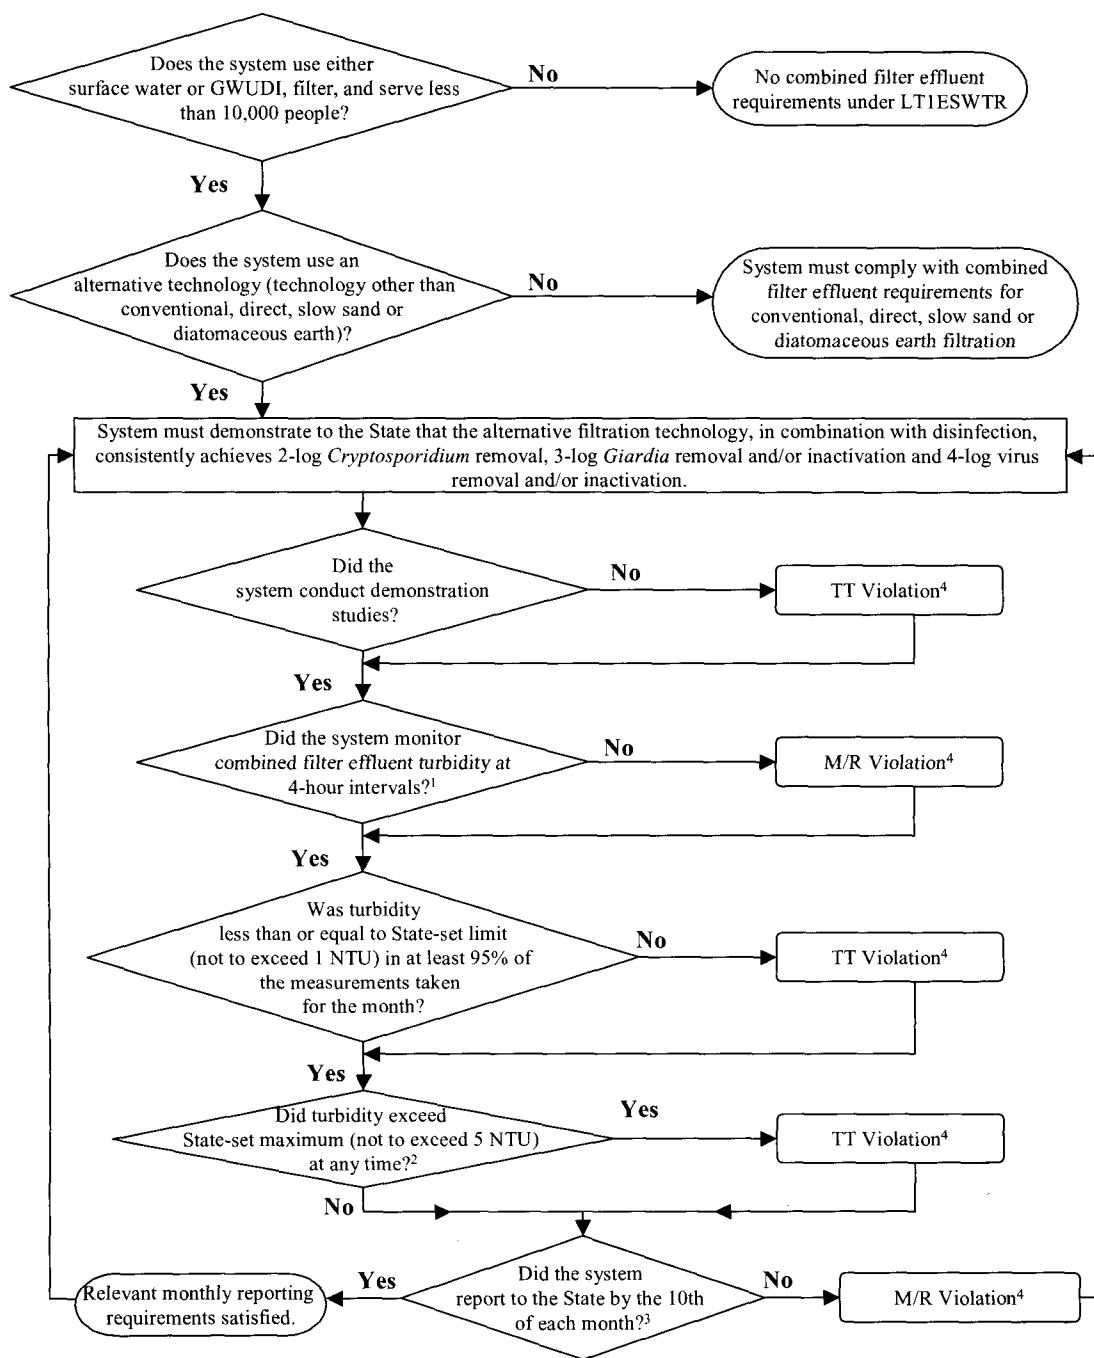 Does the system use either
surface water or GWUDI, filter, and serve less
than 10,000 people?
No
No combined filter effluent
requirements under LT1ESWTR
Yes
Does the system use an
alternative technology (technology other than
conventional, direct, slow sand or
diatomaceous earth)?
No
System must comply with combined
filter effluent requirements for
conventional, direct, slow sand or
diatomaceous earth filtration
Yes
System must demonstrate to the State that the alternative filtration technology, in combination with disinfection,
consistently achieves 2-log Cryptosporidium removal, 3-log Giardia removal and/or inactivation and 4-log virus
removal and/or inactivation.
Did the
system conduct demonstration
studies?
No
TT Violation⁴
Yes
Did the system monitor
combined filter effluent turbidity at
4-hour intervals?¹
No
M/R Violation⁴
Yes
Was turbidity
less than or equal to State-set limit
(not to exceed 1 NTU) in at least 95% of
the measurements taken
for the month?
No
TT Violation⁴
Yes
Did turbidity exceed
State-set maximum (not to exceed 5 NTU)
at any time?²
Yes
TT Violation⁴
No
Did the system
report to the State by the 10th
of each month?³
Yes
Relevant monthly reporting
requirements satisfied.
No
M/R Violation⁴